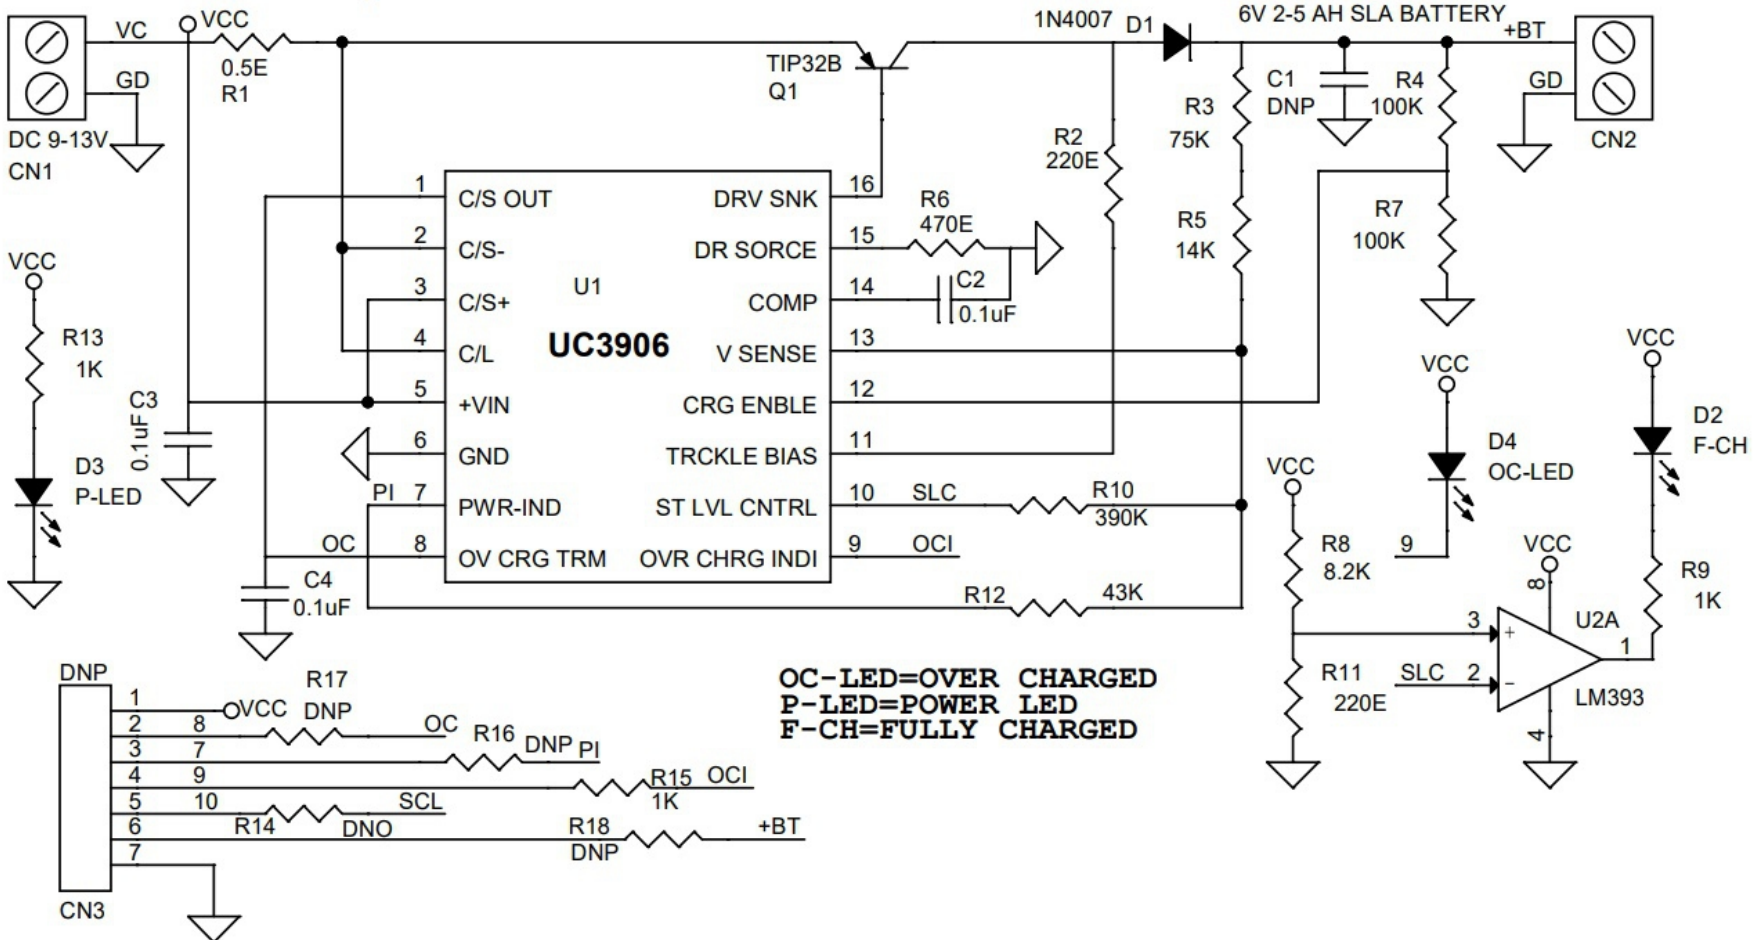 VC
VCC
GD
0.5E
R1
DC 9-13V
CN1
TIP32B
Q1
1N4007 D1
6V 2-5 AH SLA BATTERY
+BT
GD
CN2
R3
75K
C1
DNP
R4
100K
R2
220E
R5
14K
R7
100K
1 C/S OUT
2 C/S-
3 C/S+
4 C/L
5 +VIN
6 GND
PI 7 PWR-IND
OC 8 OV CRG TRM
U1
UC3906
DRV SNK 16
DR SORCE 15
COMP 14
V SENSE 13
CRG ENBLE 12
TRCKLE BIAS 11
ST LVL CNTRL 10 SLC
OVR CHRG INDI 9 OCI
R6
470E
C2
0.1uF
R10
390K
R12 43K
VCC
R13
1K
D3
P-LED
C3
0.1uF
C4
0.1uF
VCC
R8
8.2K
R11
220E
VCC
D4
OC-LED
9
VCC
D2
F-CH
R9
1K
VCC
8
U2A
3 +
SLC 2 -
1
LM393
4
OC-LED=OVER CHARGED
P-LED=POWER LED
F-CH=FULLY CHARGED
DNP
1 VCC
2 8 R17 DNP OC
3 7 R16 DNP PI
4 9 R15 1K OCI
5 10 R14 DNO SCL
6 R18 DNP +BT
7
CN3